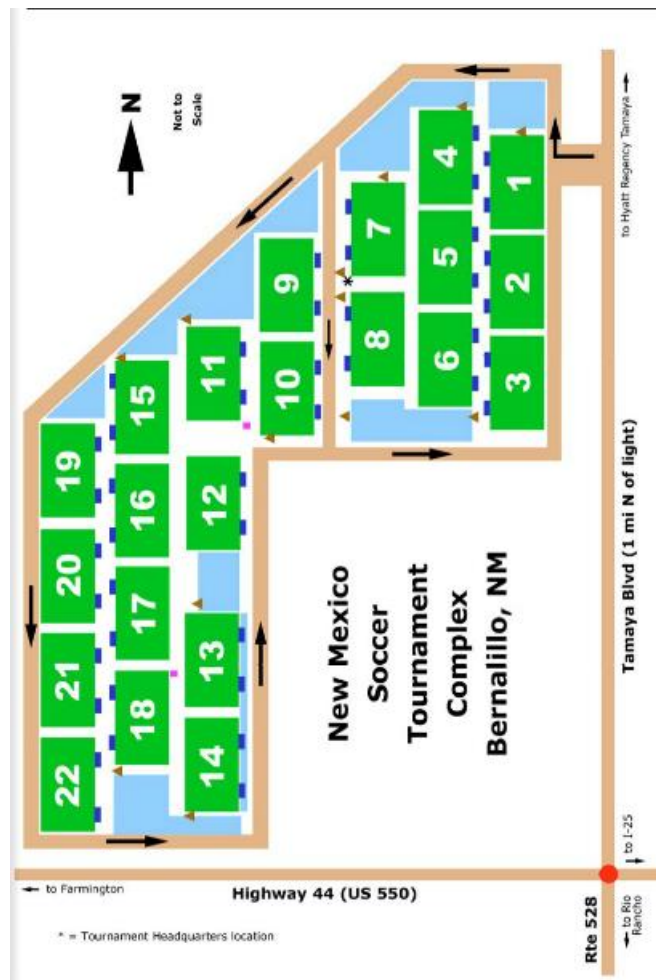 N
Not to
Scale
4
1
7
5
2
9
8
6
3
11
10
15
19
16
12
20
17
13
21
18
14
22
New Mexico
Soccer
Tournament
Complex
Bernalillo, NM
to Hyatt Regency Tamaya
Tamaya Blvd (1 mi N of light)
to I-25
to Farmington
Highway 44 (US 550)
Rte 528
to Rio
Rancho
* = Tournament Headquarters location
*